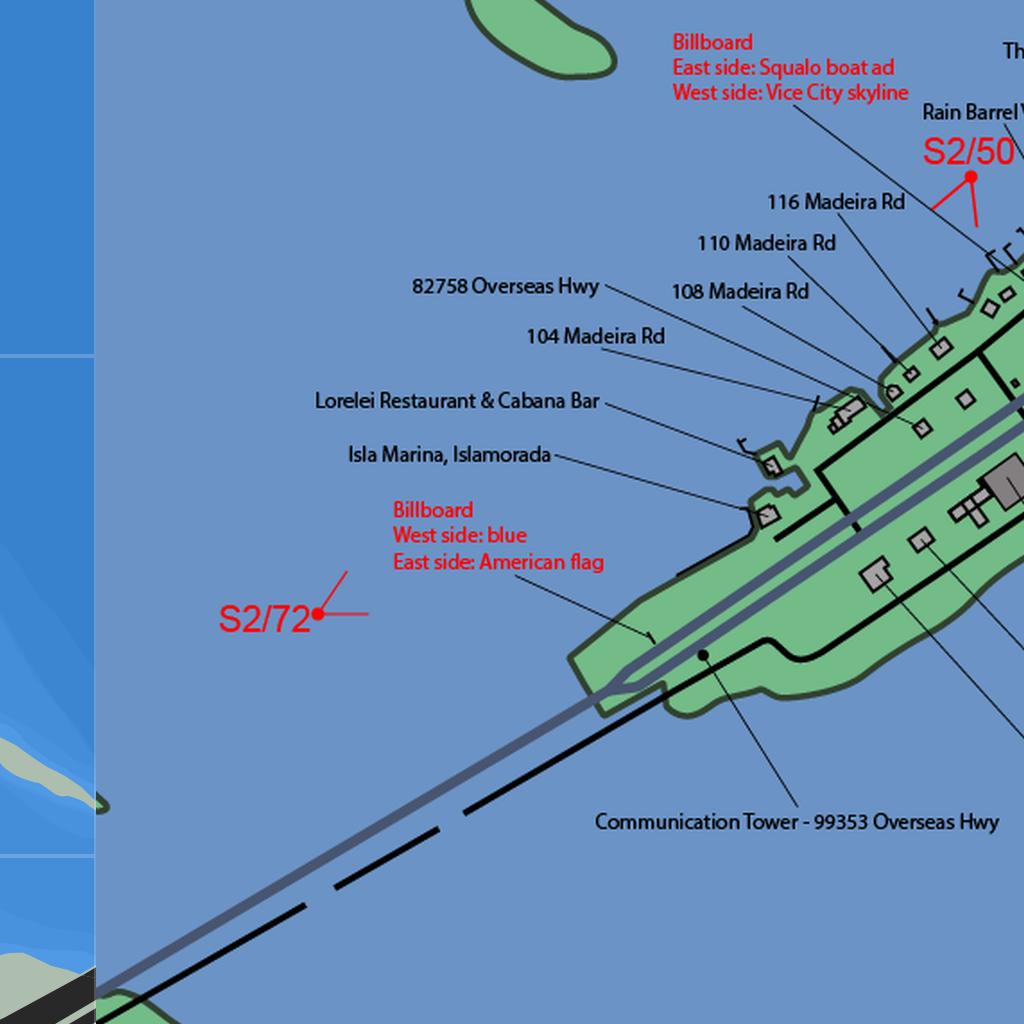 Billboard
East side: Squalo boat ad
West side: Vice City skyline
Th
Rain Barrel
S2/50
116 Madeira Rd
110 Madeira Rd
82758 Overseas Hwy
108 Madeira Rd
104 Madeira Rd
Lorelei Restaurant & Cabana Bar
Isla Marina, Islamorada
Billboard
West side: blue
East side: American flag
S2/72
Communication Tower - 99353 Overseas Hwy